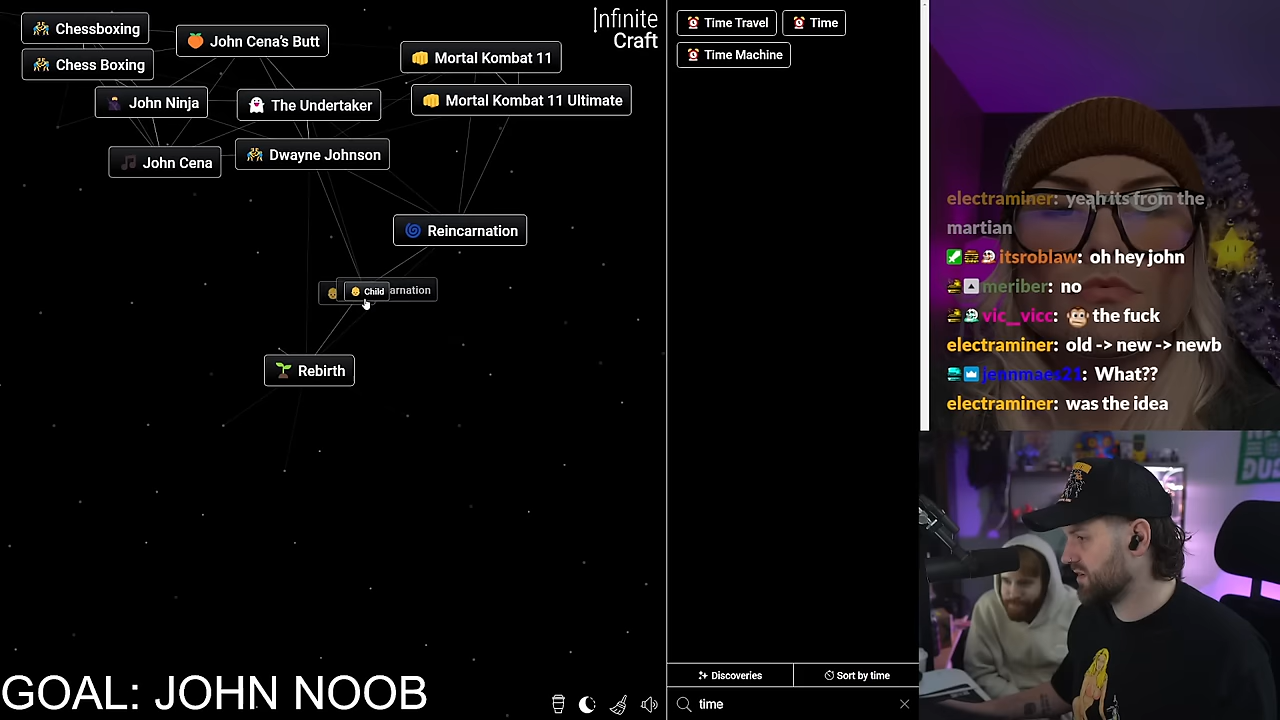 Chessboxing
Chess Boxing
John Cena's Butt
Mortal Kombat 11
Mortal Kombat 11 Ultimate
John Ninja
The Undertaker
John Cena
Dwayne Johnson
Reincarnation
Child
arnation
Rebirth
Infinite
Craft
Time Travel
Time
Time Machine
Discoveries
Sort by time
time
electraminer: yeah its from the
martian
itsroblaw: oh hey john
meriber: no
vic_vicc: the fuck
electraminer: old -> new -> newb
jennmaes21: What??
electraminer: was the idea
GOAL: JOHN NOOB